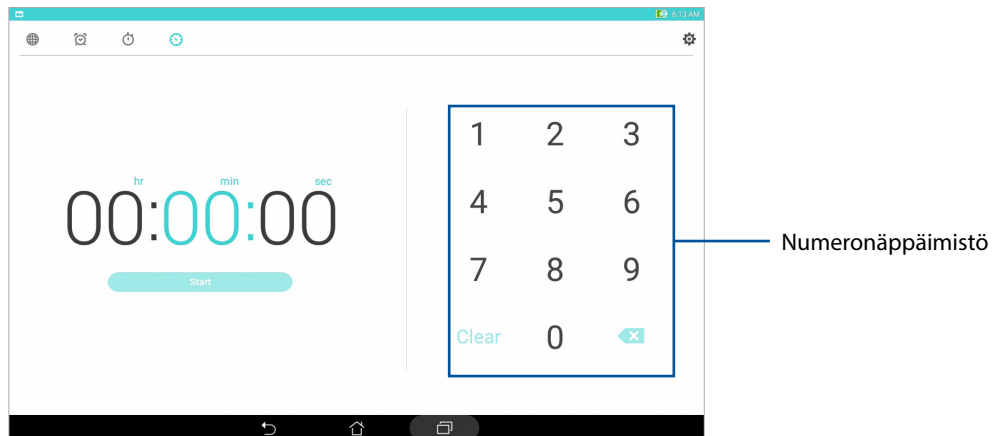 6:13 AM
hr min sec
00:00:00
Start
1 2 3
4 5 6
7 8 9
Clear 0
Numeronäppäimistö